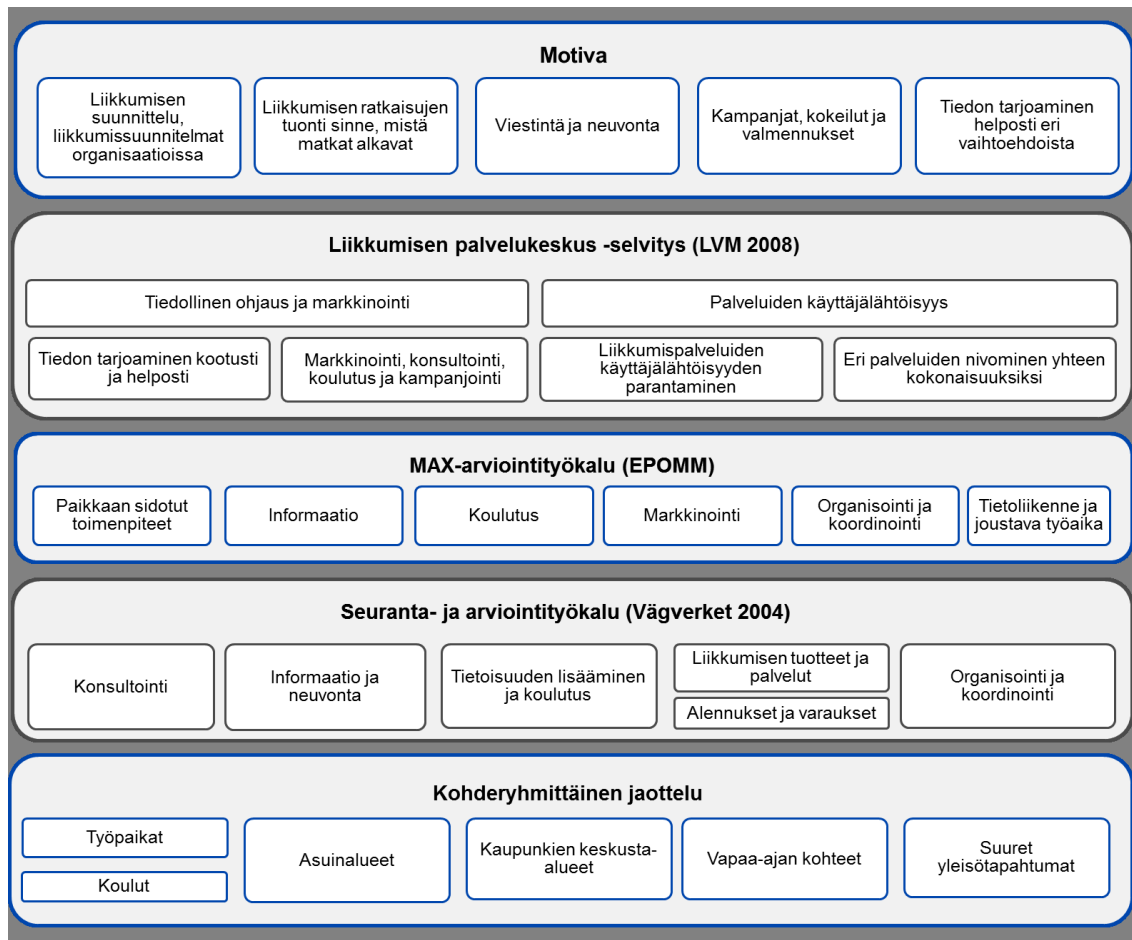 Motiva
Liikkumisen
suunnittelu,
liikkumissuunnitelmat
organisaatioissa
Liikkumisen ratkaisujen
tuonti sinne, mistä
matkat alkavat
Viestintä ja neuvonta
Kampanjat, kokeilut ja
valmennukset
Tiedon tarjoaminen
helposti eri
vaihtoehdoista
Liikkumisen palvelukeskus -selvitys (LVM 2008)
Tiedollinen ohjaus ja markkinointi
Palveluiden käyttäjälähtöisyys
Tiedon tarjoaminen kootusti
ja helposti
Markkinointi, konsultointi,
koulutus ja kampanjointi
Liikkumispalveluiden
käyttäjälähtöisyyden
parantaminen
Eri palveluiden nivominen yhteen
kokonaisuuksiksi
MAX-arviointityökalu (EPOMM)
Paikkaan sidotut
toimenpiteet
Informaatio
Koulutus
Markkinointi
Organisointi ja
koordinointi
Tietoliikenne ja
joustava työaika
Seuranta- ja arviointityökalu (Vägverket 2004)
Konsultointi
Informaatio ja
neuvonta
Tietoisuuden lisääminen
ja koulutus
Liikkumisen tuotteet ja
palvelut
Alennukset ja varaukset
Organisointi ja
koordinointi
Kohderyhmittäinen jaottelu
Työpaikat
Koulut
Asuinalueet
Kaupunkien keskusta-
alueet
Vapaa-ajan kohteet
Suuret
yleisötapahtumat